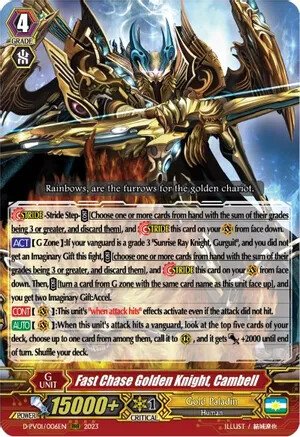 4
GRADE
Rainbows, are the furrows for the golden chariot.
STRIDE -Stride Step- [Choose one or more cards from hand with the sum of their grades
being 3 or greater, and discard them], and STRIDE this card on your from face down.
ACT [G Zone]:If your vanguard is a grade 3 "Sunrise Ray Knight, Gurguit", and you did not
get an Imaginary Gift this fight, [choose one or more cards from hand with the sum of their
grades being 3 or greater, and discard them], and STRIDE this card on your from face
down. Then, [turn a card from G zone with the same card name as this unit face up], and
you get two Imaginary Gift:Accel.
CONT :This unit's "when attack hits" effects activate even if the attack did not hit.
AUTO :When this unit's attack hits a vanguard, look at the top five cards of your
deck, choose up to one card from among them, call it to , and it gets +2000 until end
of turn. Shuffle your deck.
G
UNIT
Fast Chase Golden Knight, Cambell
POWER
15000+
1
CRITICAL
Gold Paladin
Human
D-PV01/006EN RRR 2023
ILLUST /